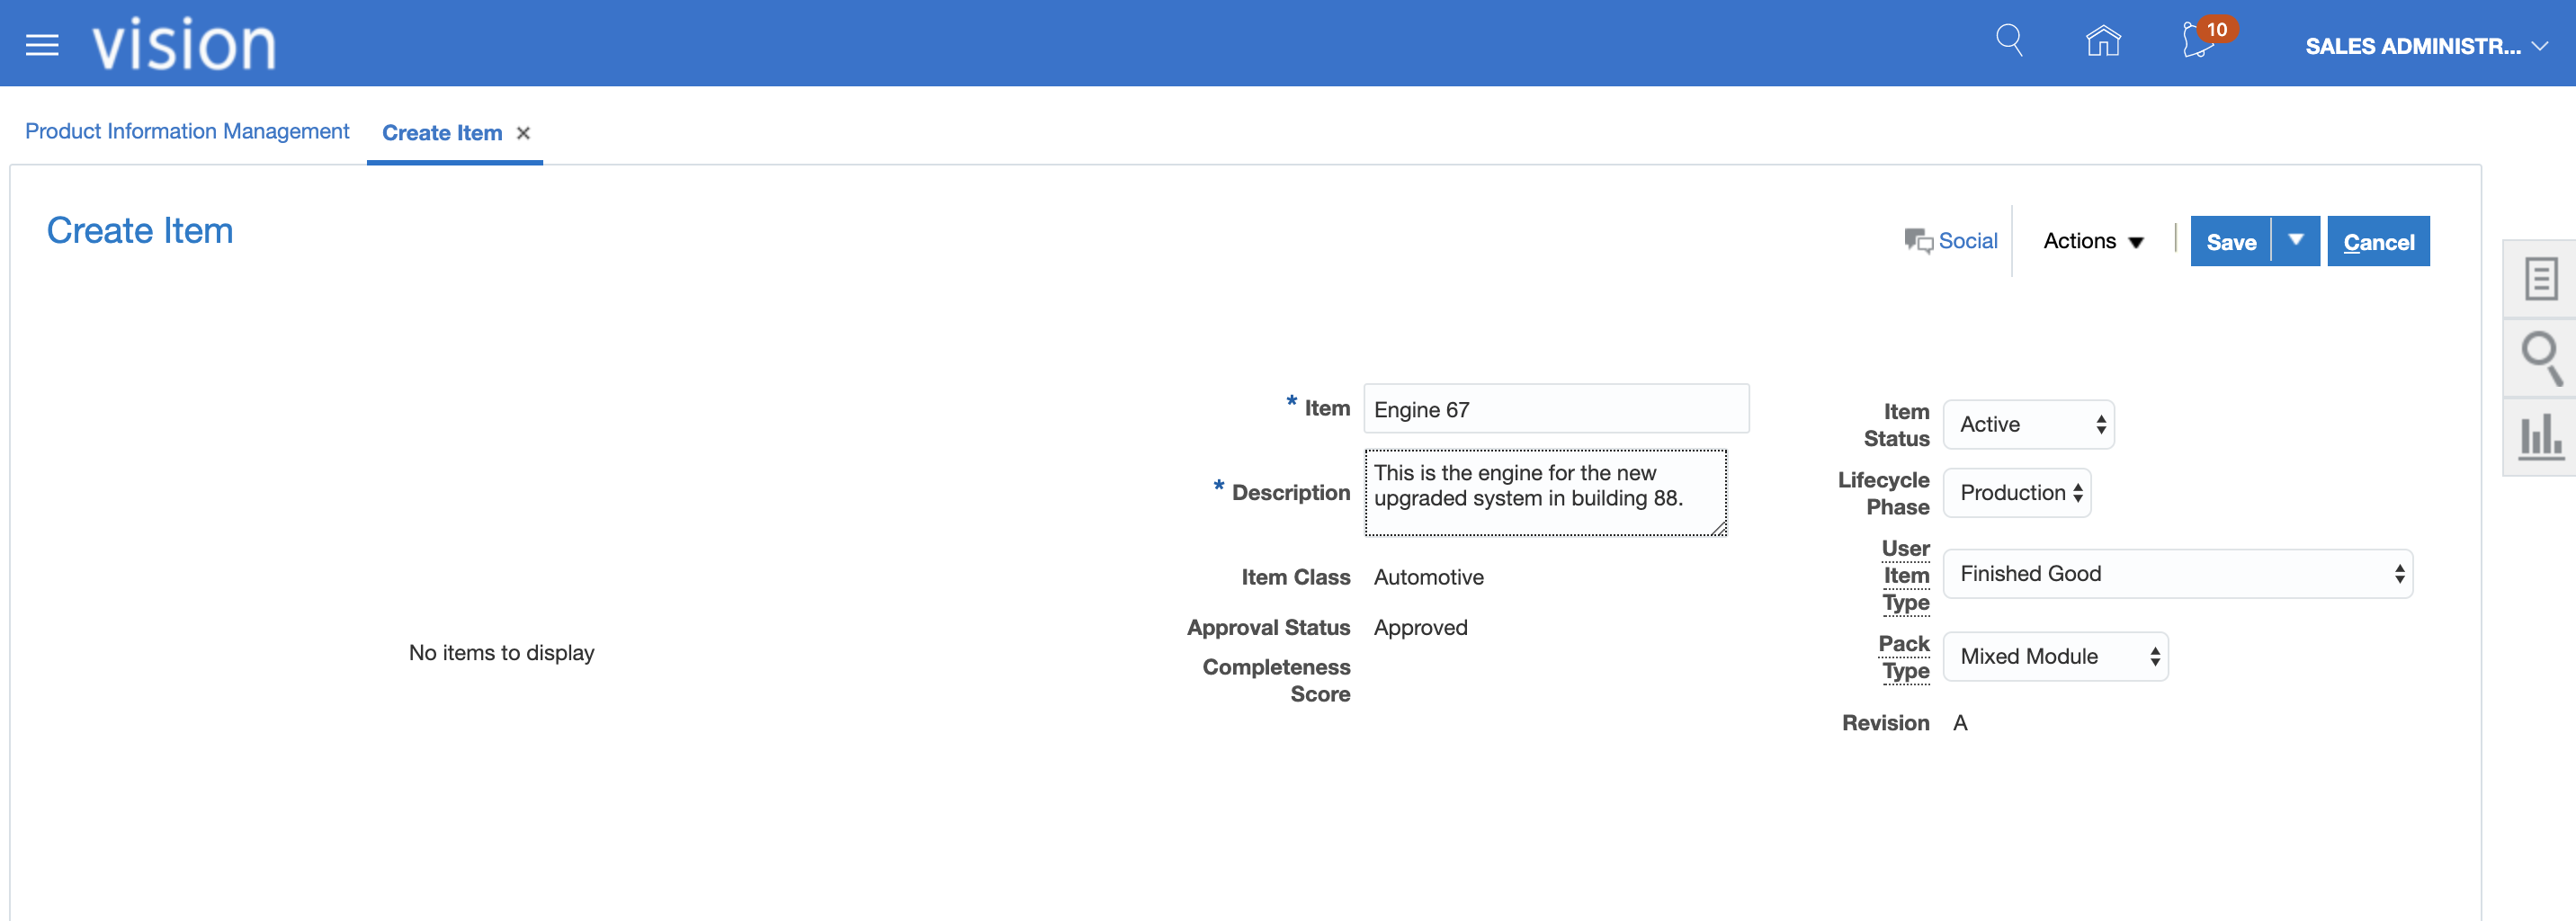 vision
10
SALES ADMINISTR...
Product Information Management
Create Item
Create Item
Social
Actions
Save
Cancel
* Item
Engine 67
* Description
This is the engine for the new
upgraded system in building 88.
Item Class
Automotive
Approval Status
Approved
Completeness
Score
Item
Status
Active
Lifecycle
Phase
Production
User
Item
Type
Finished Good
Pack
Type
Mixed Module
Revision
A
No items to display